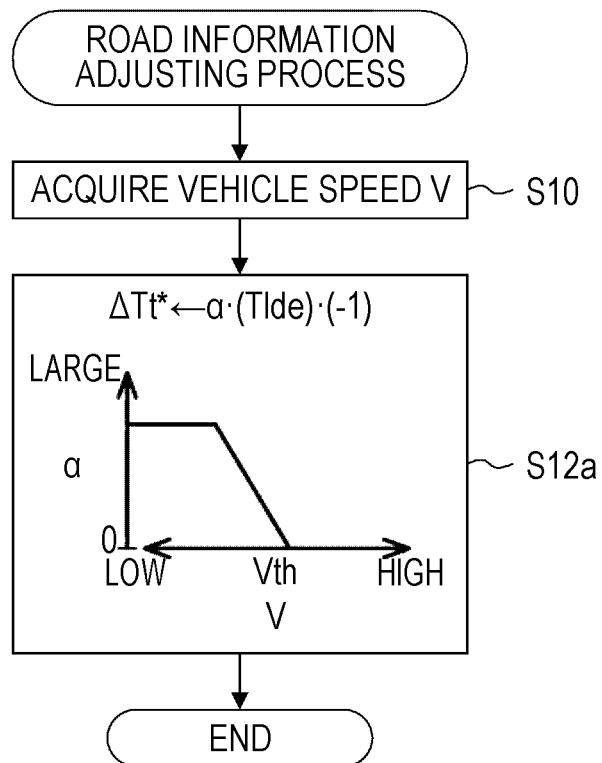 ROAD INFORMATION
ADJUSTING PROCESS
ACQUIRE VEHICLE SPEED V
S10
ΔTt*←α·(Tlde)·(-1)
LARGE
α
S12a
0
LOW
Vth
HIGH
V
END